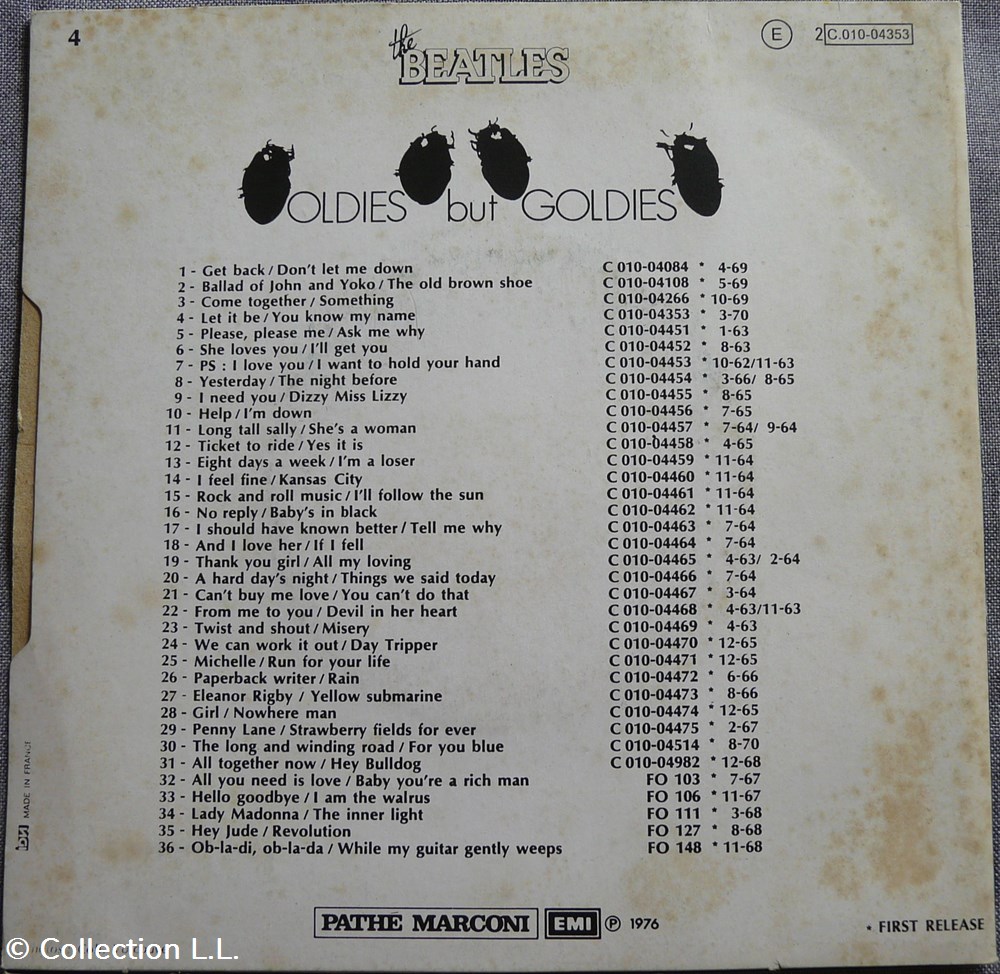 4
the BEATLES
E 2 C.010-04353
OLDIES but GOLDIES
1 - Get back / Don't let me down C 010-04084 * 4-69
2 - Ballad of John and Yoko / The old brown shoe C 010-04108 * 5-69
3 - Come together / Something C 010-04266 * 10-69
4 - Let it be / You know my name C 010-04353 * 3-70
5 - Please, please me / Ask me why C 010-04451 * 1-63
6 - She loves you / I'll get you C 010-04452 * 8-63
7 - PS : I love you / I want to hold your hand C 010-04453 * 10-62/11-63
8 - Yesterday / The night before C 010-04454 * 3-66/ 8-65
9 - I need you / Dizzy Miss Lizzy C 010-04455 * 8-65
10 - Help / I'm down C 010-04456 * 7-65
11 - Long tall sally / She's a woman C 010-04457 * 7-64/ 9-64
12 - Ticket to ride / Yes it is C 010-04458 * 4-65
13 - Eight days a week / I'm a loser C 010-04459 * 11-64
14 - I feel fine / Kansas City C 010-04460 * 11-64
15 - Rock and roll music / I'll follow the sun C 010-04461 * 11-64
16 - No reply / Baby's in black C 010-04462 * 11-64
17 - I should have known better / Tell me why C 010-04463 * 7-64
18 - And I love her / If I fell C 010-04464 * 7-64
19 - Thank you girl / All my loving C 010-04465 * 4-63/ 2-64
20 - A hard day's night / Things we said today C 010-04466 * 7-64
21 - Can't buy me love / You can't do that C 010-04467 * 3-64
22 - From me to you / Devil in her heart C 010-04468 * 4-63/11-63
23 - Twist and shout / Misery C 010-04469 * 4-63
24 - We can work it out / Day Tripper C 010-04470 * 12-65
25 - Michelle / Run for your life C 010-04471 * 12-65
26 - Paperback writer / Rain C 010-04472 * 6-66
27 - Eleanor Rigby / Yellow submarine C 010-04473 * 8-66
28 - Girl / Nowhere man C 010-04474 * 12-65
29 - Penny Lane / Strawberry fields for ever C 010-04475 * 2-67
30 - The long and winding road / For you blue C 010-04514 * 8-70
31 - All together now / Hey Bulldog C 010-04982 * 12-68
32 - All you need is love / Baby you're a rich man FO 103 * 7-67
33 - Hello goodbye / I am the walrus FO 106 * 11-67
34 - Lady Madonna / The inner light FO 111 * 3-68
35 - Hey Jude / Revolution FO 127 * 8-68
36 - Ob-la-di, ob-la-da / While my guitar gently weeps FO 148 * 11-68
MADE IN FRANCE
PATHÉ MARCONI EMI ℗ 1976
* FIRST RELEASE
© Collection L.L.